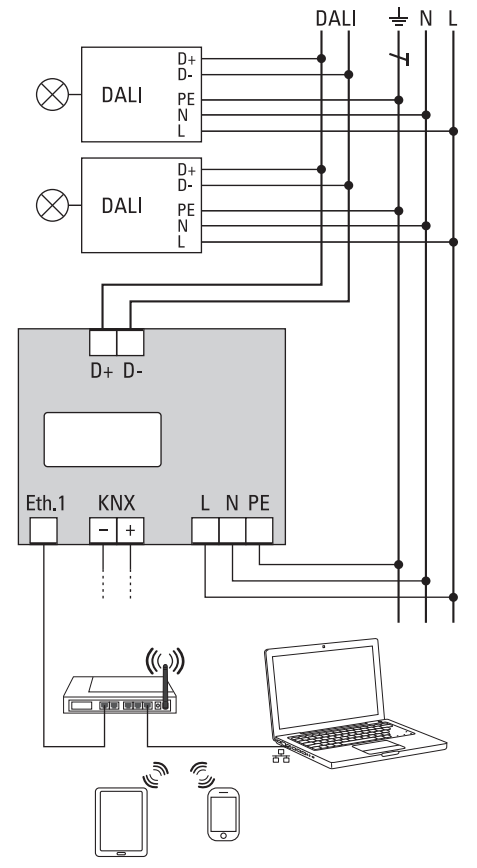 DALI N L
D+
D-
DALI
PE
N
L
D+
D-
DALI
PE
N
L
D+ D-
Eth.1 KNX L N PE
– +